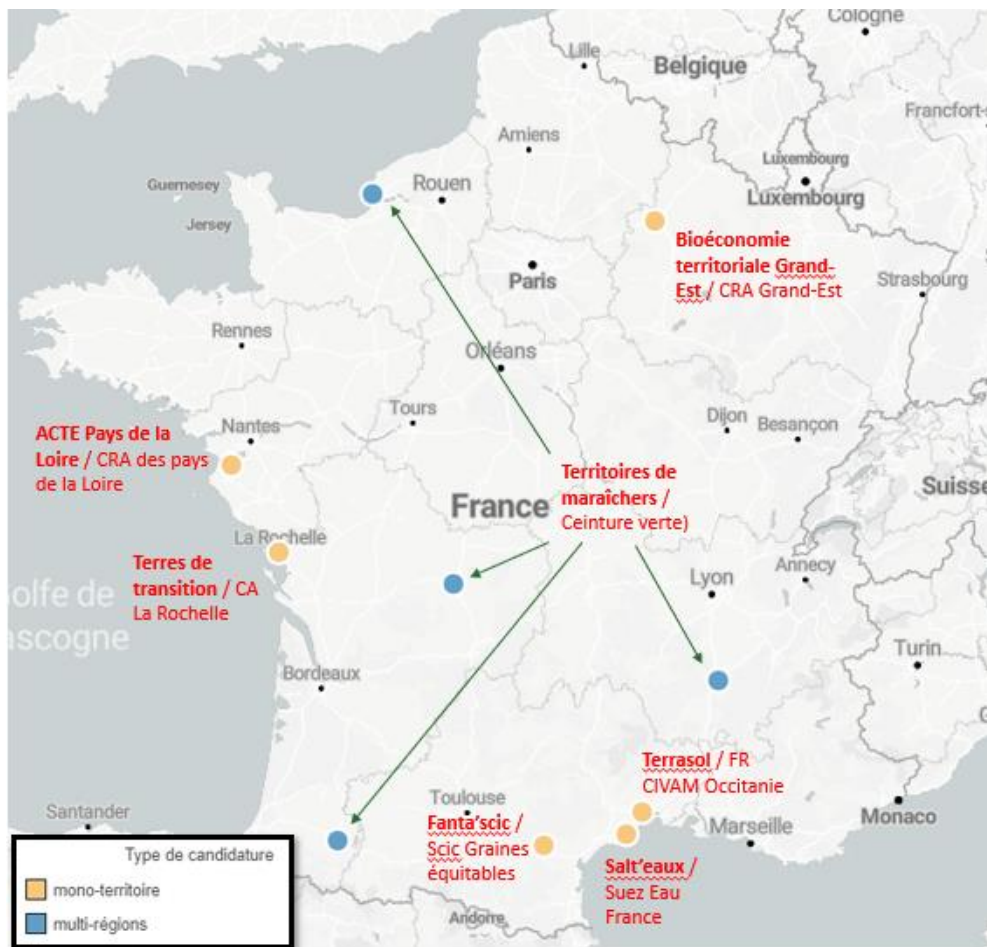 Cologne
Lille
Belgique
Francfort-s
Amiens
Luxembourg
Luxembourg
Guernesey
Rouen
Jersey
Bioéconomie
territoriale Grand-
Est / CRA Grand-Est
Paris
Strasbourg
Rennes
Orléans
ACTE Pays de la
Loire / CRA des pays
de la Loire
Nantes
Tours
Dijon
Besançon
Territoires de
maraîchers /
Ceinture verte)
France
Suisse
La Rochelle
Terres de
transition / CA
La Rochelle
Lyon
Annecy
olfe de
ascogne
Turin
Bordeaux
Terrasol / FR
CIVAM Occitanie
Santander
Toulouse
Monaco
Marseille
Fanta'scic /
Scic Graines
équitables
Salt'eaux /
Suez Eau
France
Andorre
Type de candidature
mono-territoire
multi-régions